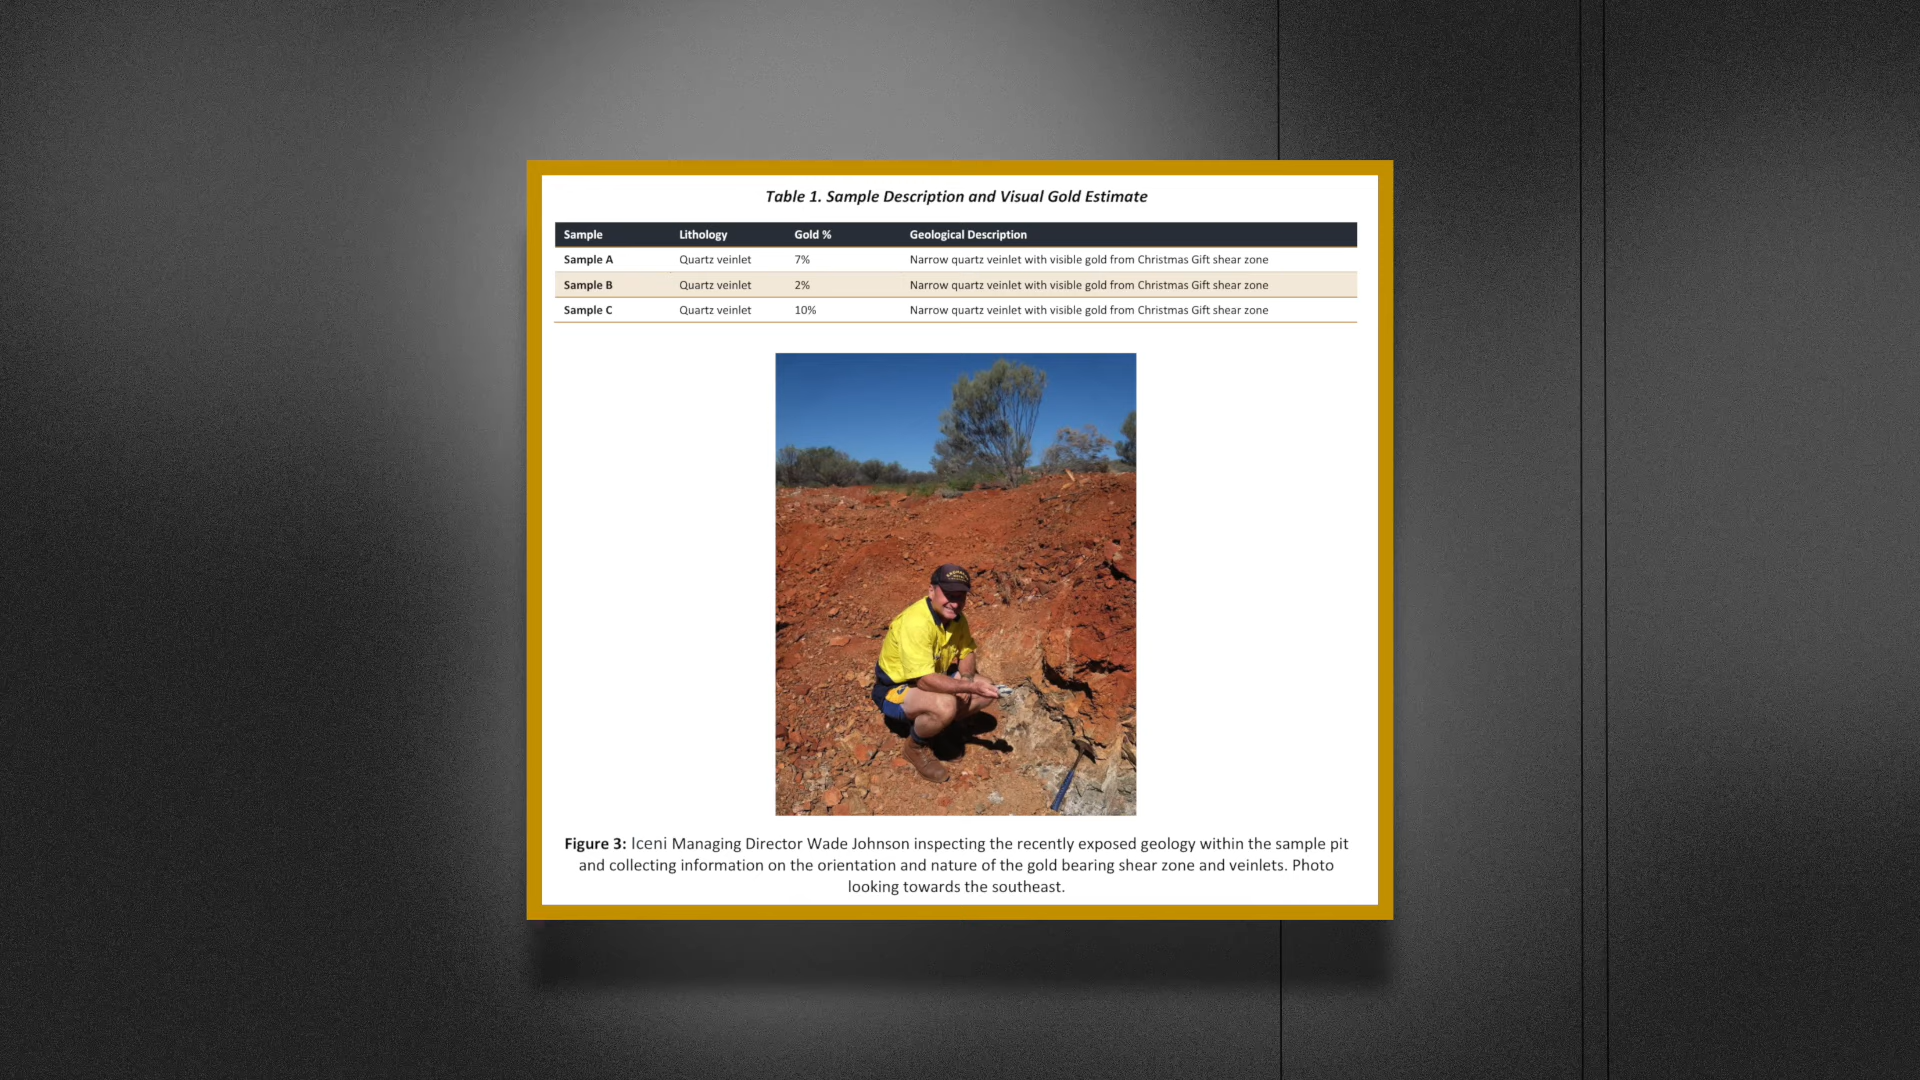 Table 1. Sample Description and Visual Gold Estimate
Sample Lithology Gold % Geological Description
Sample A Quartz veinlet 7% Narrow quartz veinlet with visible gold from Christmas Gift shear zone
Sample B Quartz veinlet 2% Narrow quartz veinlet with visible gold from Christmas Gift shear zone
Sample C Quartz veinlet 10% Narrow quartz veinlet with visible gold from Christmas Gift shear zone
Figure 3: Iceni Managing Director Wade Johnson inspecting the recently exposed geology within the sample pit
and collecting information on the orientation and nature of the gold bearing shear zone and veinlets. Photo
looking towards the southeast.